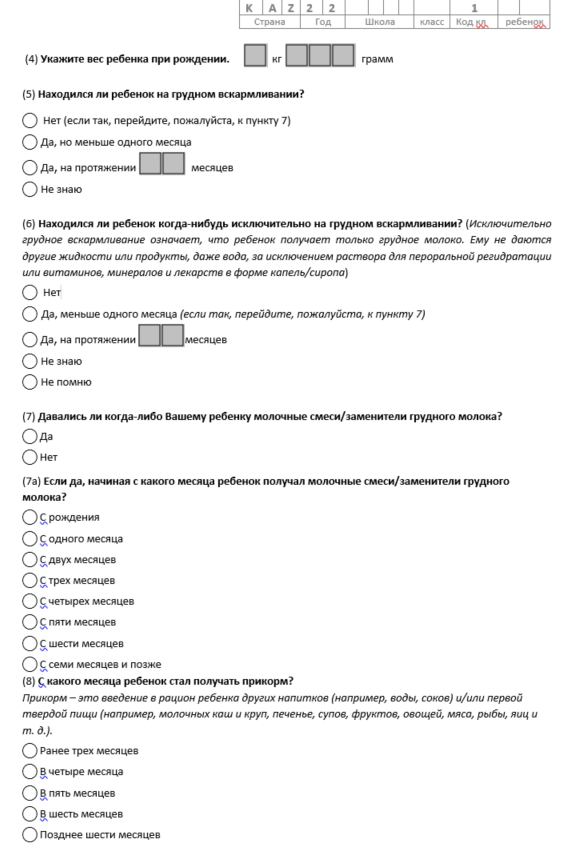 K A Z 2 2 1
Страна Год Школа класс Код кл ребенок
(4) Укажите вес ребенка при рождении. кг грамм
(5) Находился ли ребенок на грудном вскармливании?
Нет (если так, перейдите, пожалуйста, к пункту 7)
Да, но меньше одного месяца
Да, на протяжении месяцев
Не знаю
(6) Находился ли ребенок когда-нибудь исключительно на грудном вскармливании? (Исключительно
грудное вскармливание означает, что ребенок получает только грудное молоко. Ему не даются
другие жидкости или продукты, даже вода, за исключением раствора для пероральной регидратации
или витаминов, минералов и лекарств в форме капель/сиропа)
Нет
Да, меньше одного месяца (если так, перейдите, пожалуйста, к пункту 7)
Да, на протяжении месяцев
Не знаю
Не помню
(7) Давались ли когда-либо Вашему ребенку молочные смеси/заменители грудного молока?
Да
Нет
(7а) Если да, начиная с какого месяца ребенок получал молочные смеси/заменители грудного
молока?
С рождения
С одного месяца
С двух месяцев
С трех месяцев
С четырех месяцев
С пяти месяцев
С шести месяцев
С семи месяцев и позже
(8) С какого месяца ребенок стал получать прикорм?
Прикорм – это введение в рацион ребенка других напитков (например, воды, соков) и/или первой
твердой пищи (например, молочных каш и круп, печенье, супов, фруктов, овощей, мяса, рыбы, яиц и
т. д.).
Ранее трех месяцев
В четыре месяца
В пять месяцев
В шесть месяцев
Позднее шести месяцев